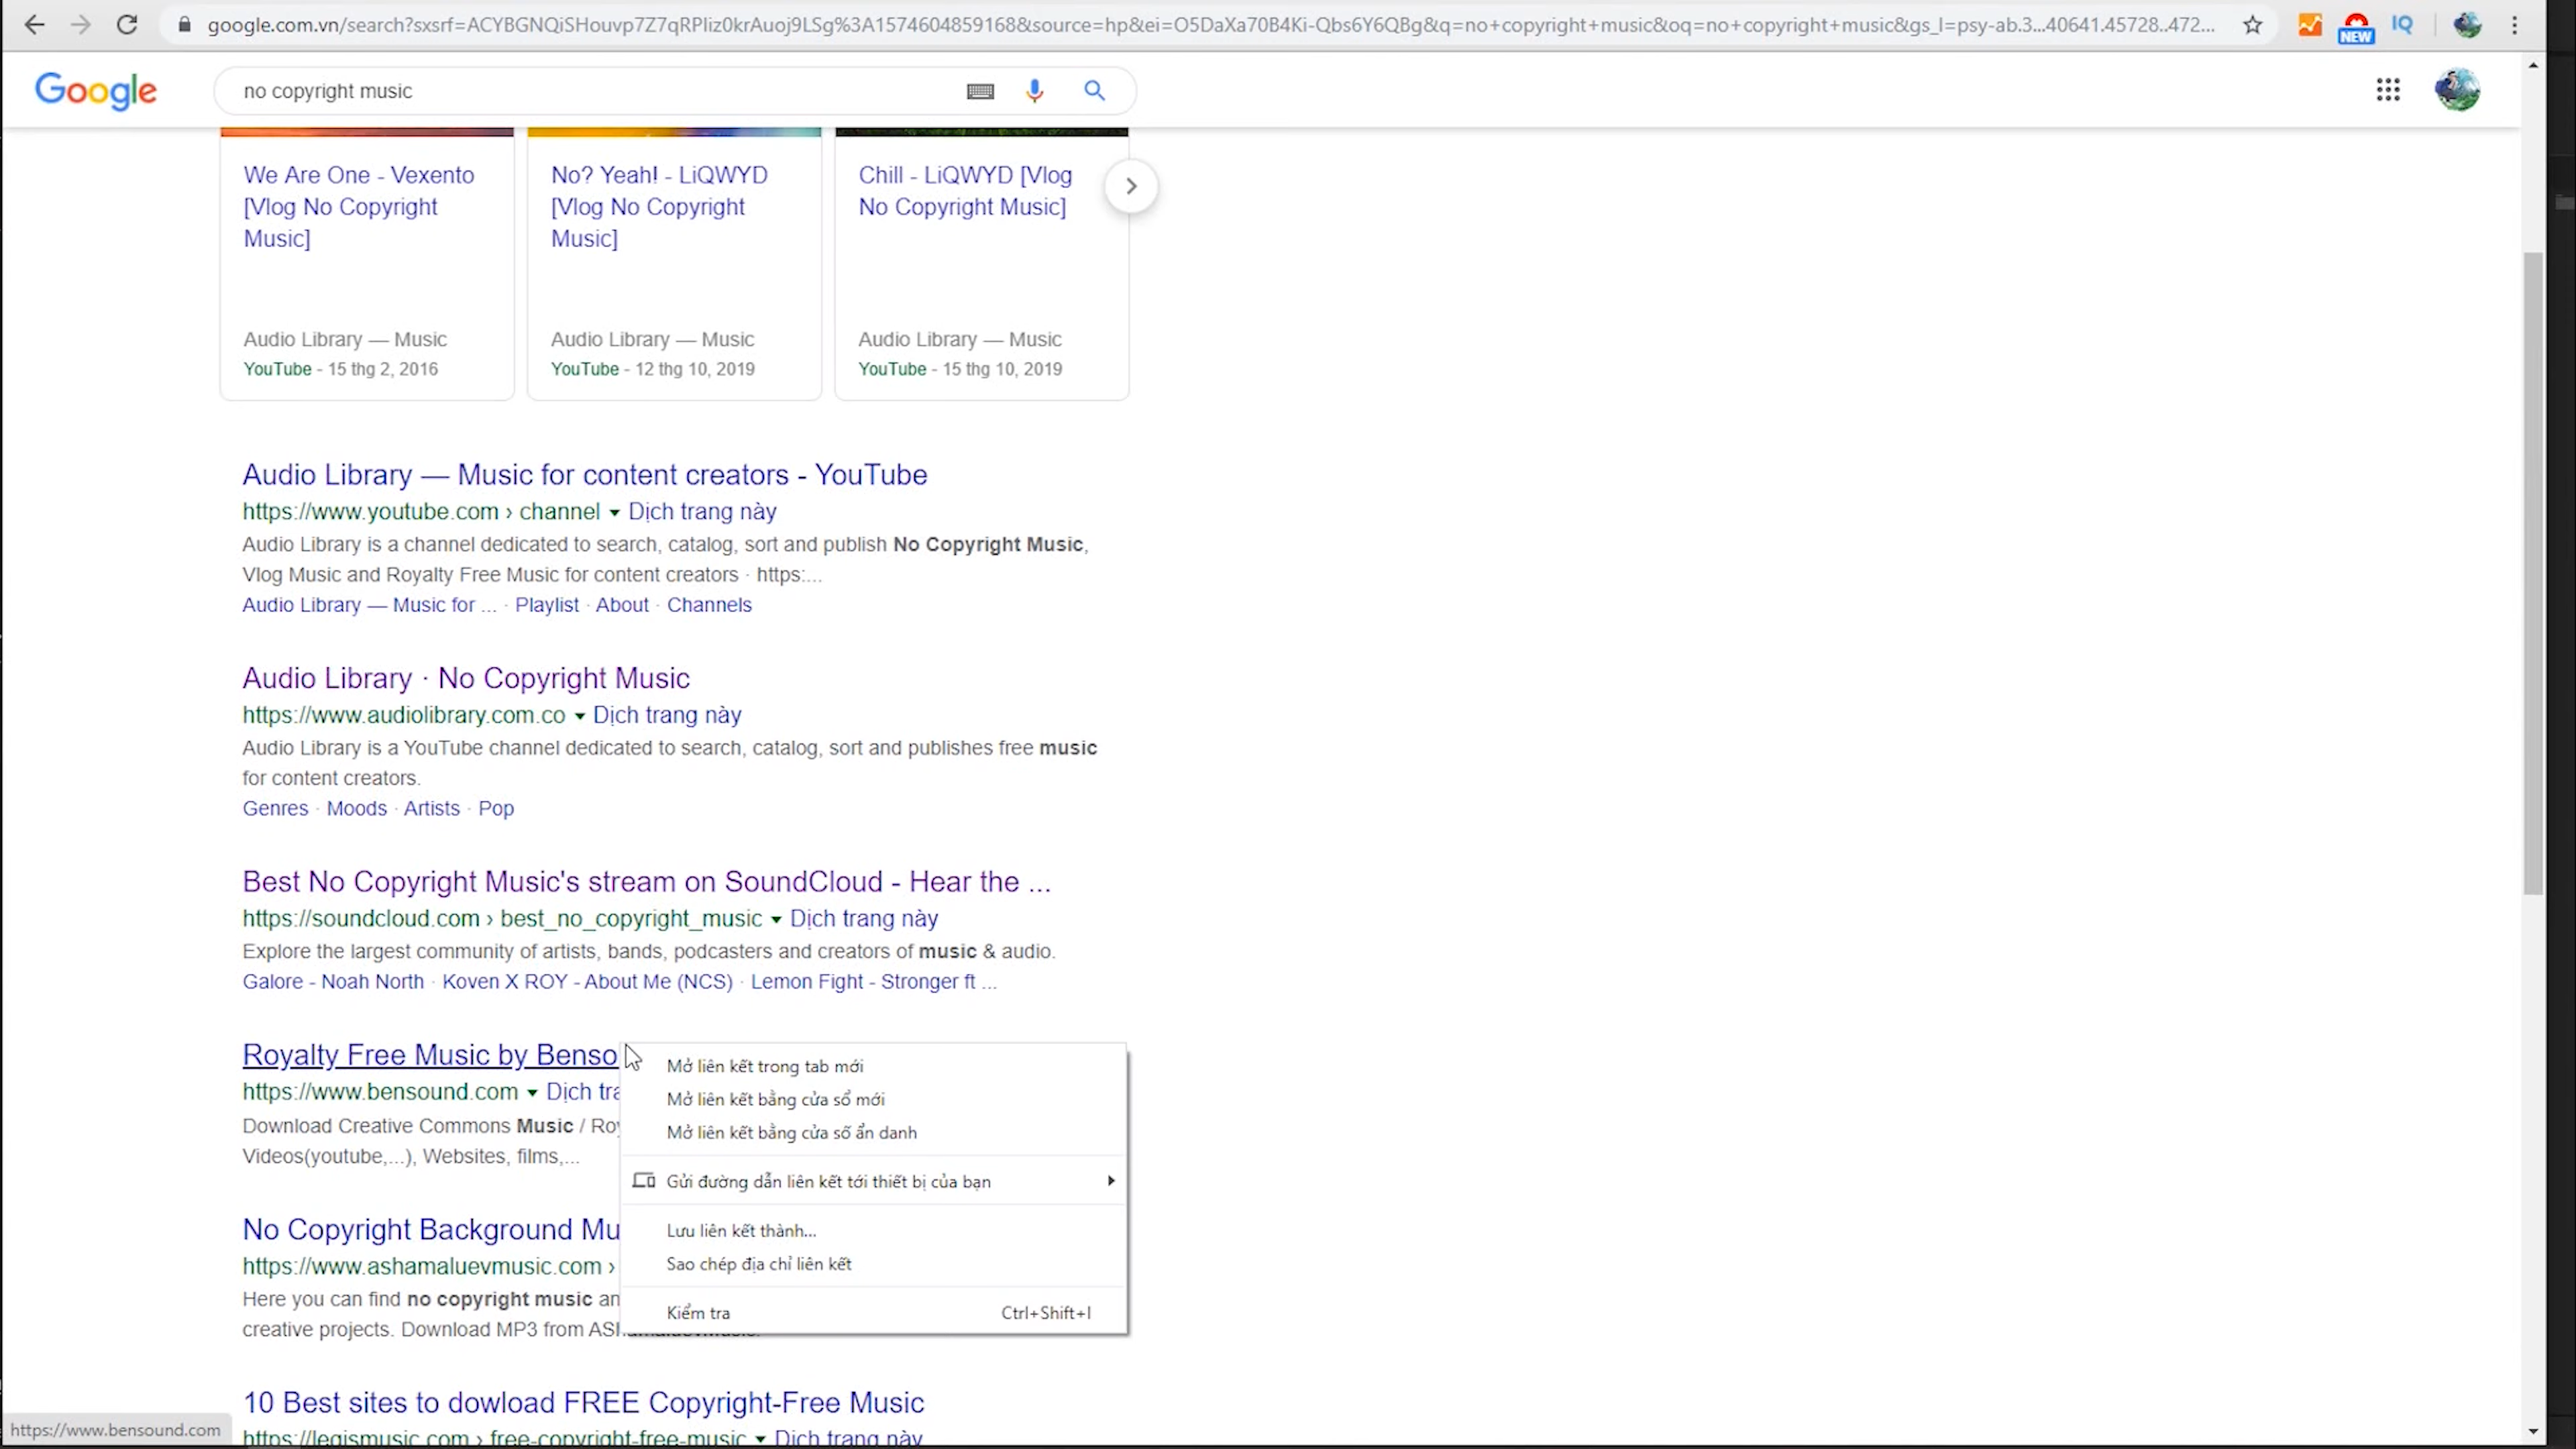 google.com.vn/search?sxsrf=ACYBGNQiSHouvp7Z7qRPliz0krAuoj9LSg%3A1574604859168&source=hp&ei=O5DaXa70B4Ki-Qbs6Y6QBg&q=no+copyright+music&oq=no+copyright+music&gs_l=psy-ab.3...40641.45728..472...
NEW
IQ
Google
no copyright music
We Are One - Vexento
[Vlog No Copyright
Music]
Audio Library — Music
YouTube - 15 thg 2, 2016
No? Yeah! - LiQWYD
[Vlog No Copyright
Music]
Audio Library — Music
YouTube - 12 thg 10, 2019
Chill - LiQWYD [Vlog
No Copyright Music]
Audio Library — Music
YouTube - 15 thg 10, 2019
Audio Library — Music for content creators - YouTube
https://www.youtube.com › channel Dịch trang này
Audio Library is a channel dedicated to search, catalog, sort and publish No Copyright Music,
Vlog Music and Royalty Free Music for content creators · https:...
Audio Library — Music for ... · Playlist · About · Channels
Audio Library · No Copyright Music
https://www.audiolibrary.com.co Dịch trang này
Audio Library is a YouTube channel dedicated to search, catalog, sort and publishes free music
for content creators.
Genres · Moods · Artists · Pop
Best No Copyright Music's stream on SoundCloud - Hear the ...
https://soundcloud.com › best_no_copyright_music Dịch trang này
Explore the largest community of artists, bands, podcasters and creators of music & audio.
Galore - Noah North · Koven X ROY - About Me (NCS) · Lemon Fight - Stronger ft ...
Royalty Free Music by Benso
https://www.bensound.com Dịch tra
Download Creative Commons Music / Roy
Videos(youtube,...), Websites, films,...
No Copyright Background Mu
https://www.ashamaluevmusic.com ›
Here you can find no copyright music an
creative projects. Download MP3 from
Mở liên kết trong tab mới
Mở liên kết bằng cửa sổ mới
Mở liên kết bằng cửa sổ ẩn danh
Gửi đường dẫn liên kết tới thiết bị của bạn
Lưu liên kết thành...
Sao chép địa chỉ liên kết
Kiểm tra Ctrl+Shift+I
10 Best sites to dowload FREE Copyright-Free Music
https://legismusic.com › free-copyright-free-music Dịch trang này
https://www.bensound.com